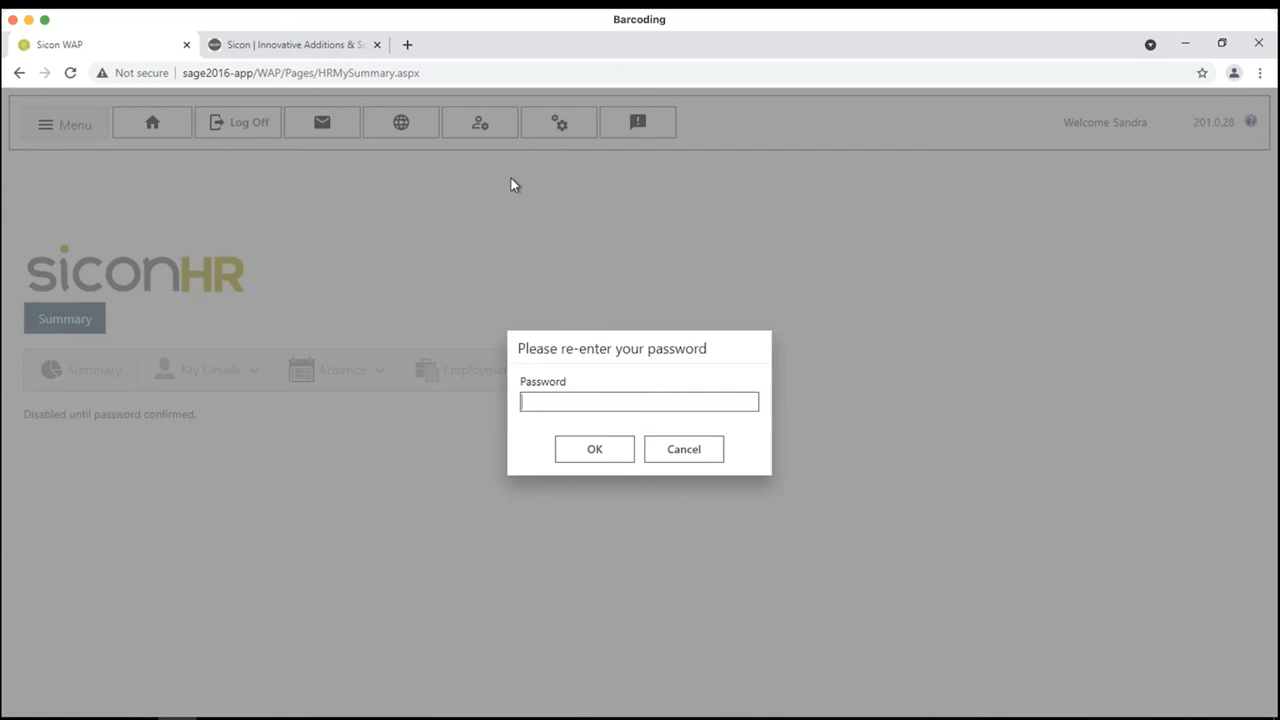 Barcoding
Sicon WAP
Sicon | Innovative Additions & So
Not secure | sage2016-app/WAP/Pages/HRMySummary.aspx
Menu Log Off Welcome Sandra 201.0.28
siconHR
Summary
Summary My Details Absence Employmen
Disabled until password confirmed.
Please re-enter your password
Password
OK Cancel